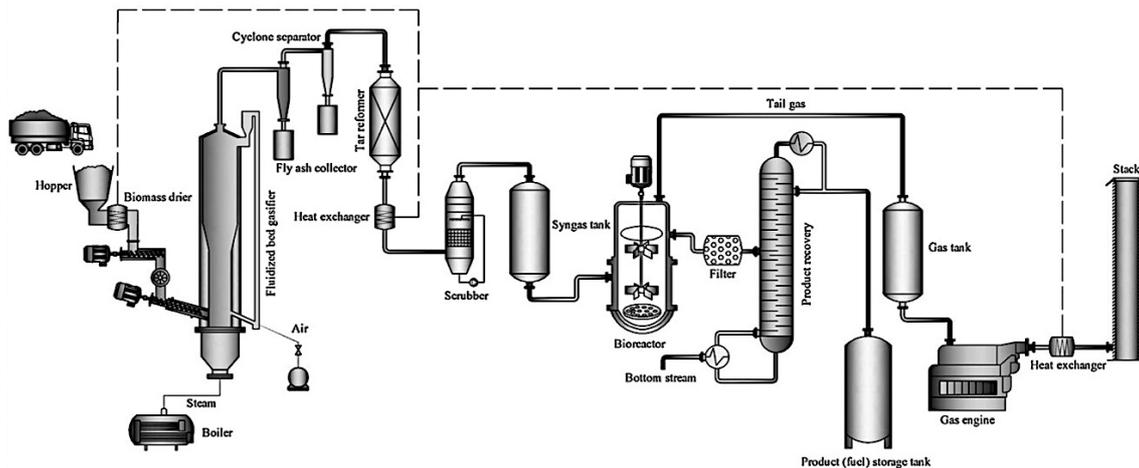 Cyclone separator
Tar reformer
Fly ash collector
Hopper
Biomass drier
Fluidized bed gasifier
Heat exchanger
Air
Steam
Boiler
Scrubber
Syngas tank
Bioreactor
Filter
Product recovery
Bottom stream
Tail gas
Gas tank
Stack
Heat exchanger
Gas engine
Product (fuel) storage tank